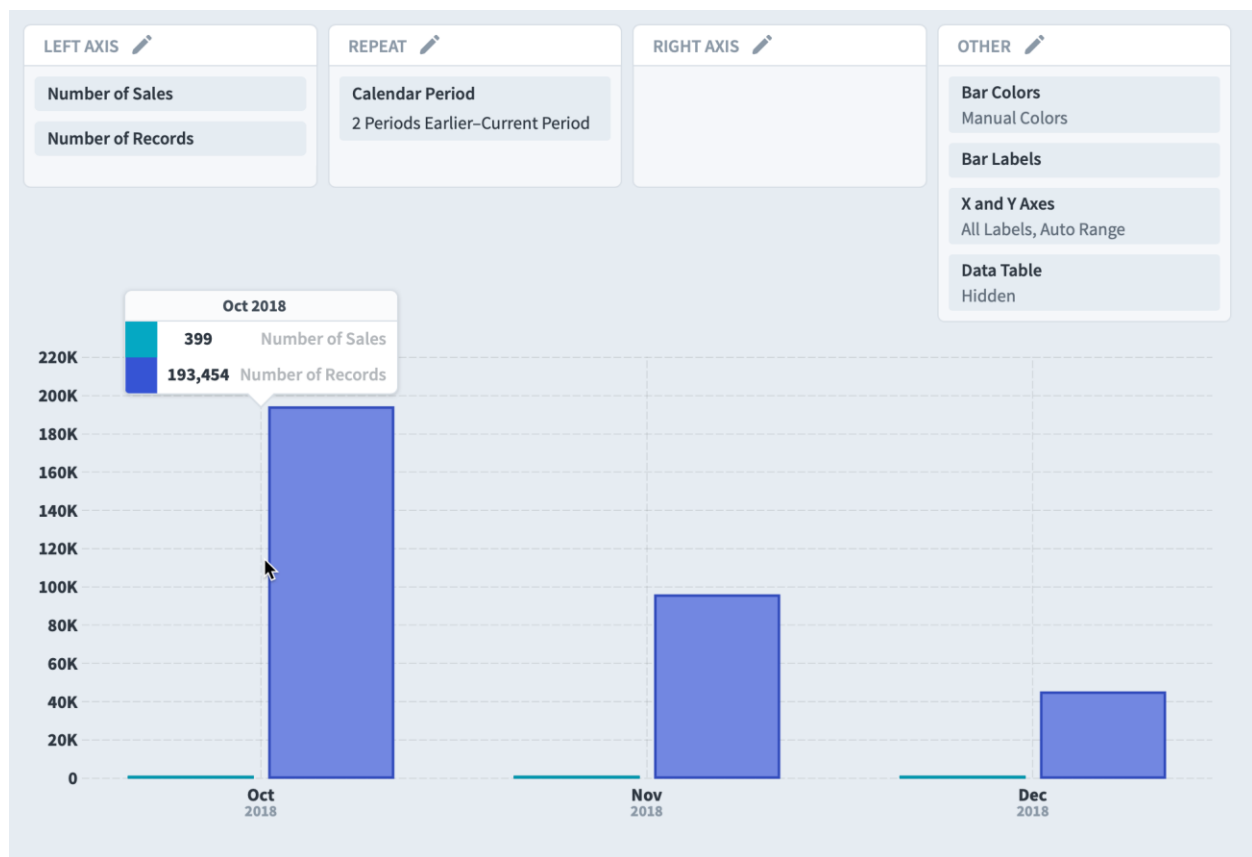 LEFT AXIS
Number of Sales
Number of Records
REPEAT
Calendar Period
2 Periods Earlier–Current Period
RIGHT AXIS
OTHER
Bar Colors
Manual Colors
Bar Labels
X and Y Axes
All Labels, Auto Range
Data Table
Hidden
Oct 2018
399 Number of Sales
193,454 Number of Records
220K
200K
180K
160K
140K
120K
100K
80K
60K
40K
20K
0
Oct
2018
Nov
2018
Dec
2018